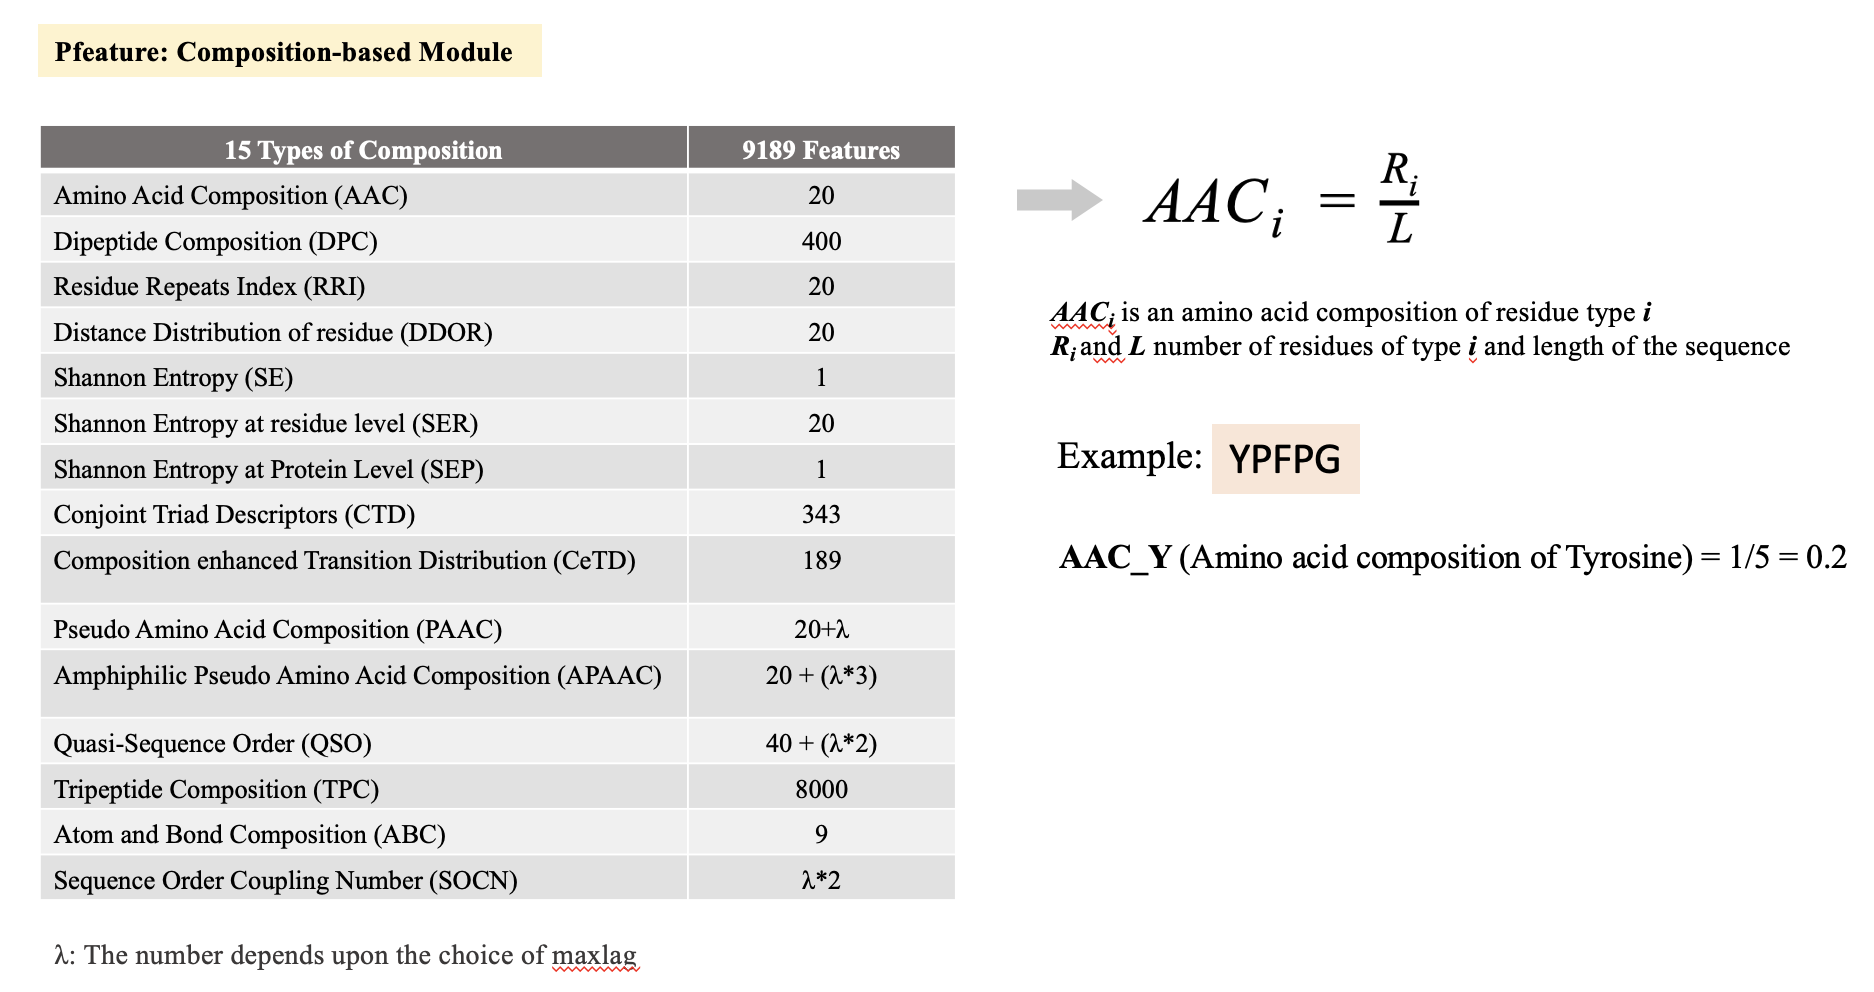 Pfeature: Composition-based Module
15 Types of Composition 9189 Features
Amino Acid Composition (AAC) 20
Dipeptide Composition (DPC) 400
Residue Repeats Index (RRI) 20
Distance Distribution of residue (DDOR) 20
Shannon Entropy (SE) 1
Shannon Entropy at residue level (SER) 20
Shannon Entropy at Protein Level (SEP) 1
Conjoint Triad Descriptors (CTD) 343
Composition enhanced Transition Distribution (CeTD) 189
Pseudo Amino Acid Composition (PAAC) 20+λ
Amphiphilic Pseudo Amino Acid Composition (APAAC) 20 + (λ*3)
Quasi-Sequence Order (QSO) 40 + (λ*2)
Tripeptide Composition (TPC) 8000
Atom and Bond Composition (ABC) 9
Sequence Order Coupling Number (SOCN) λ*2
λ: The number depends upon the choice of maxlag
AACi = Ri/L
AACi is an amino acid composition of residue type i
Ri and L number of residues of type i and length of the sequence
Example: YPFPG
AAC_Y (Amino acid composition of Tyrosine) = 1/5 = 0.2